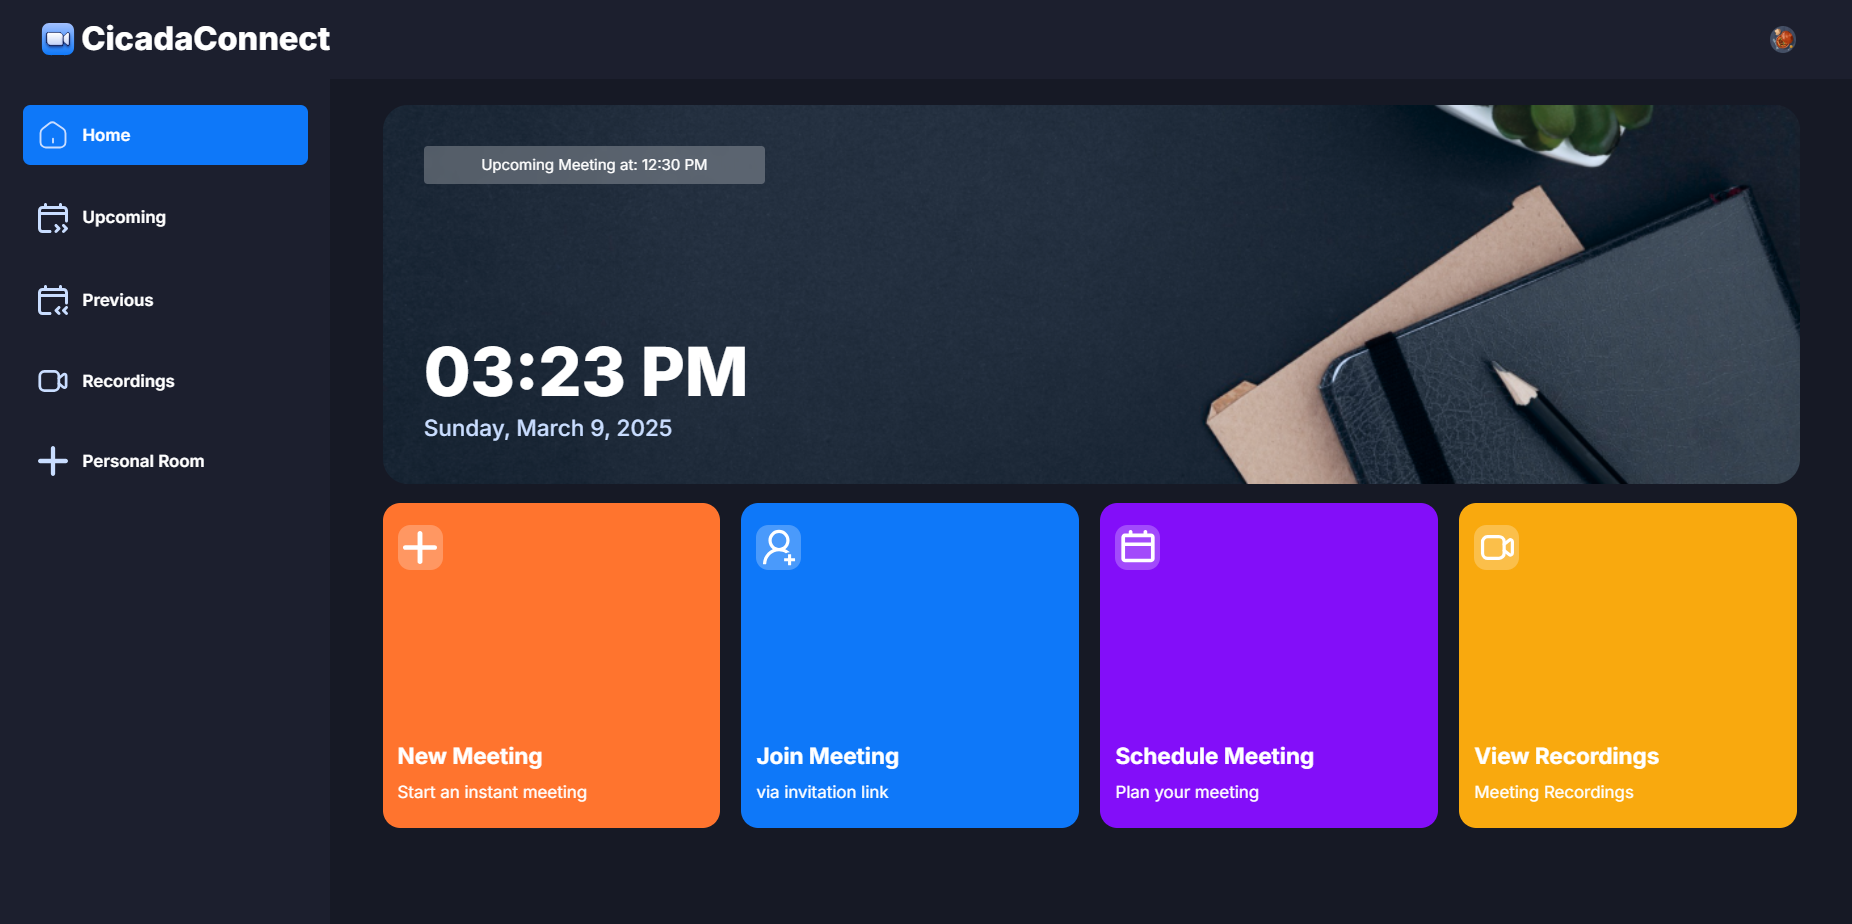 CicadaConnect
Home
Upcoming
Previous
Recordings
Personal Room
Upcoming Meeting at: 12:30 PM
03:23 PM
Sunday, March 9, 2025
New Meeting
Start an instant meeting
Join Meeting
via invitation link
Schedule Meeting
Plan your meeting
View Recordings
Meeting Recordings